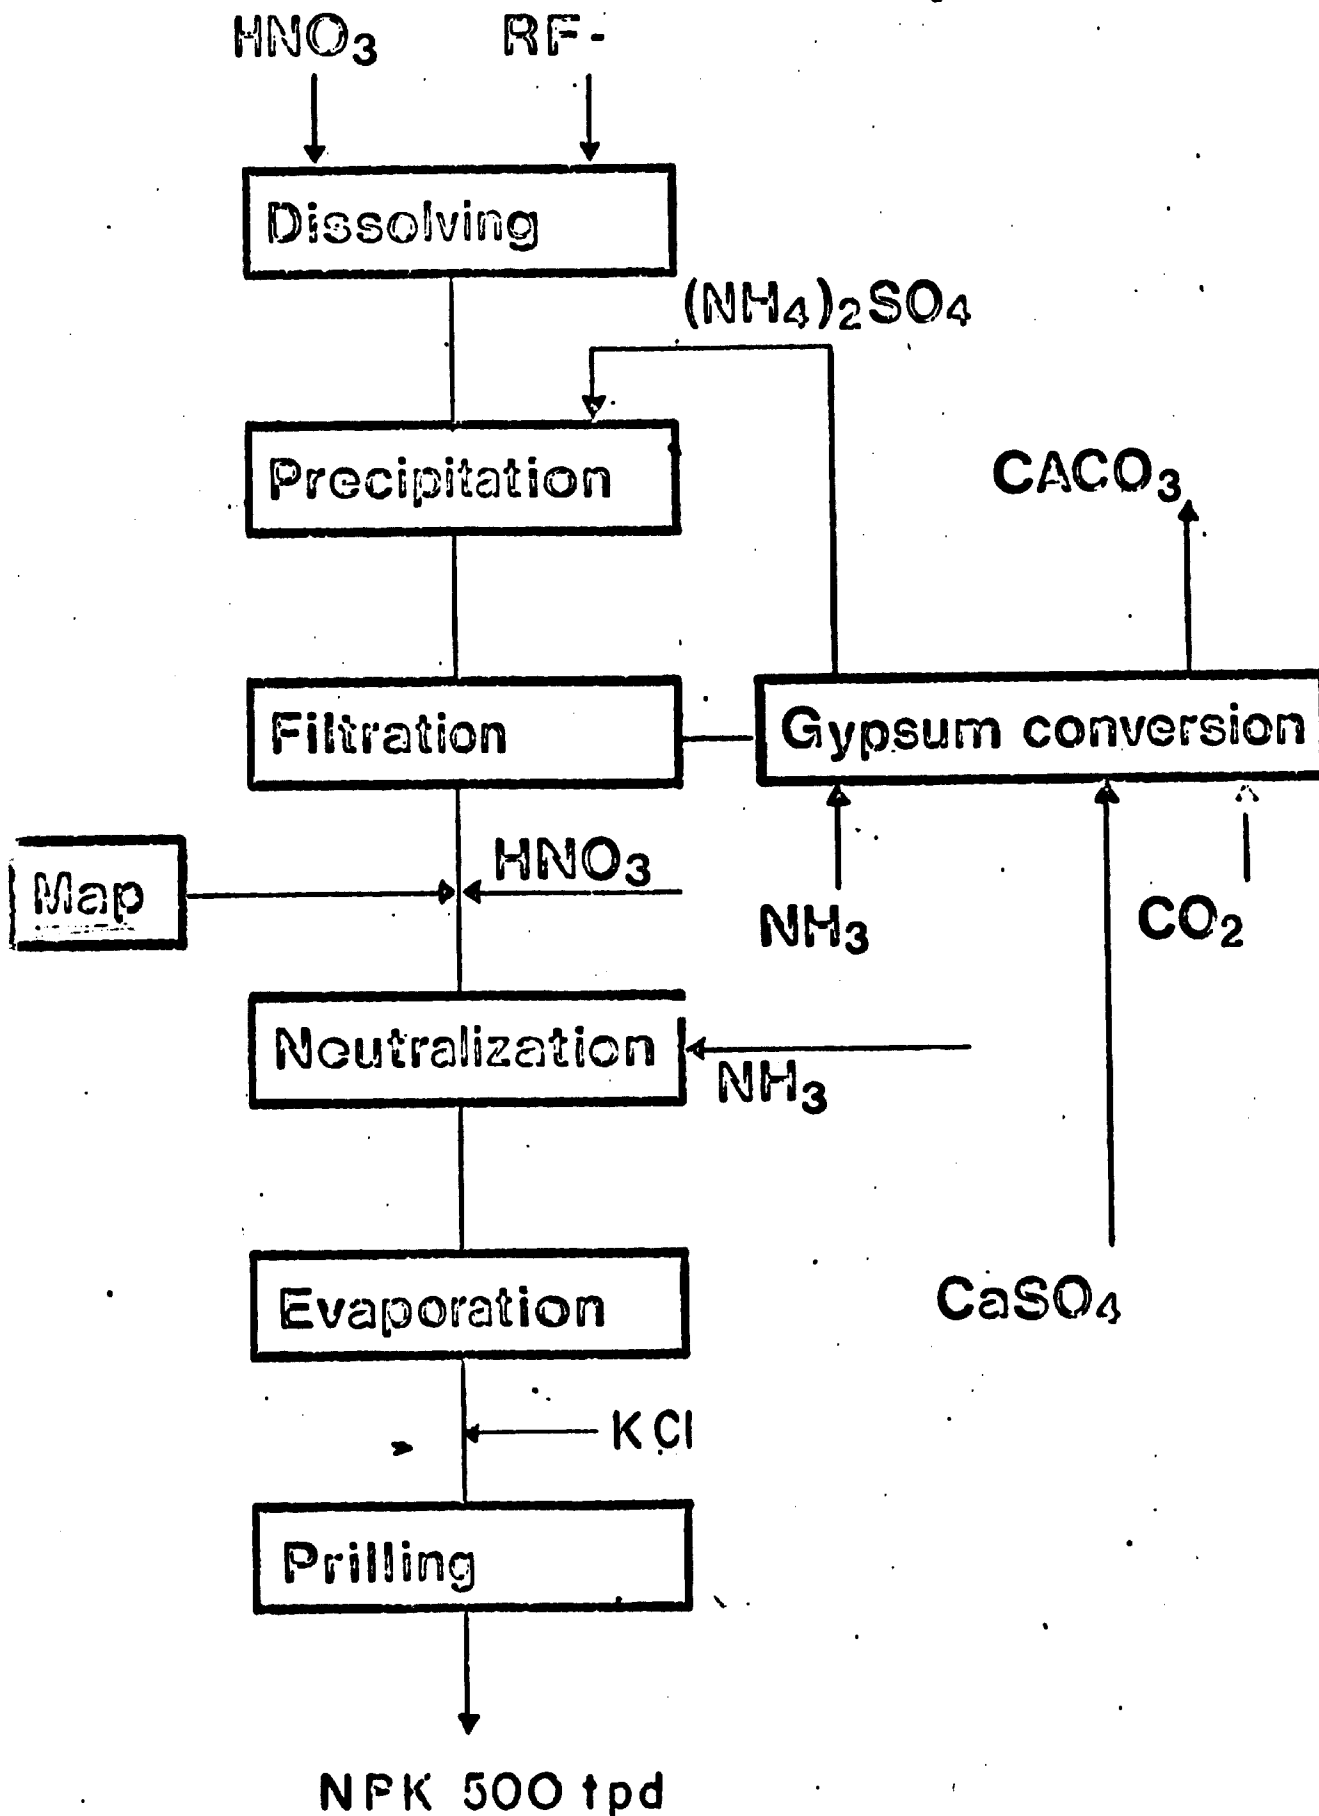 HNO₃ RF-
Dissolving
(NH₄)₂SO₄
Precipitation
CACO₃
Filtration
Gypsum conversion
HNO₃
Map
NH₃
CO₂
Neutralization
NH₃
Evaporation
CaSO₄
KCl
Prilling
NPK 500 tpd